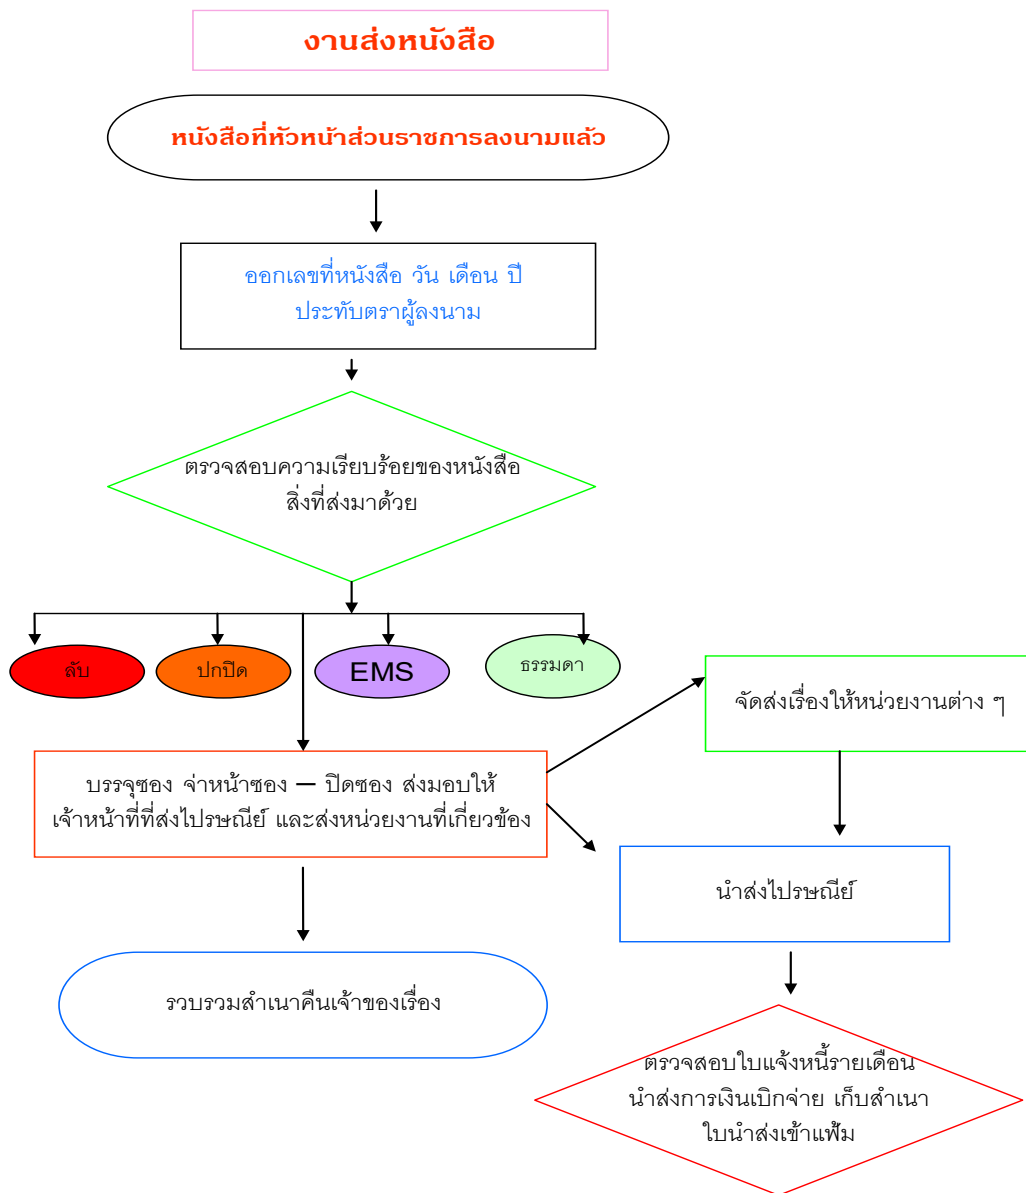 งานส่งหนังสือ
หนังสือที่หัวหน้าส่วนราชการลงนามแล้ว
ออกเลขที่หนังสือ วัน เดือน ปี
ประทับตราผู้ลงนาม
ตรวจสอบความเรียบร้อยของหนังสือ
สิ่งที่ส่งมาด้วย
ลับ
ปกปิด
EMS
ธรรมดา
จัดส่งเรื่องให้หน่วยงานต่าง ๆ
บรรจุซอง จ่าหน้าซอง – ปิดซอง ส่งมอบให้
เจ้าหน้าที่ที่ส่งไปรษณีย์ และส่งหน่วยงานที่เกี่ยวข้อง
นำส่งไปรษณีย์
รวบรวมสำเนาคืนเจ้าของเรื่อง
ตรวจสอบใบแจ้งหนี้รายเดือน
นำส่งการเงินเบิกจ่าย เก็บสำเนา
ใบนำส่งเข้าแฟ้ม